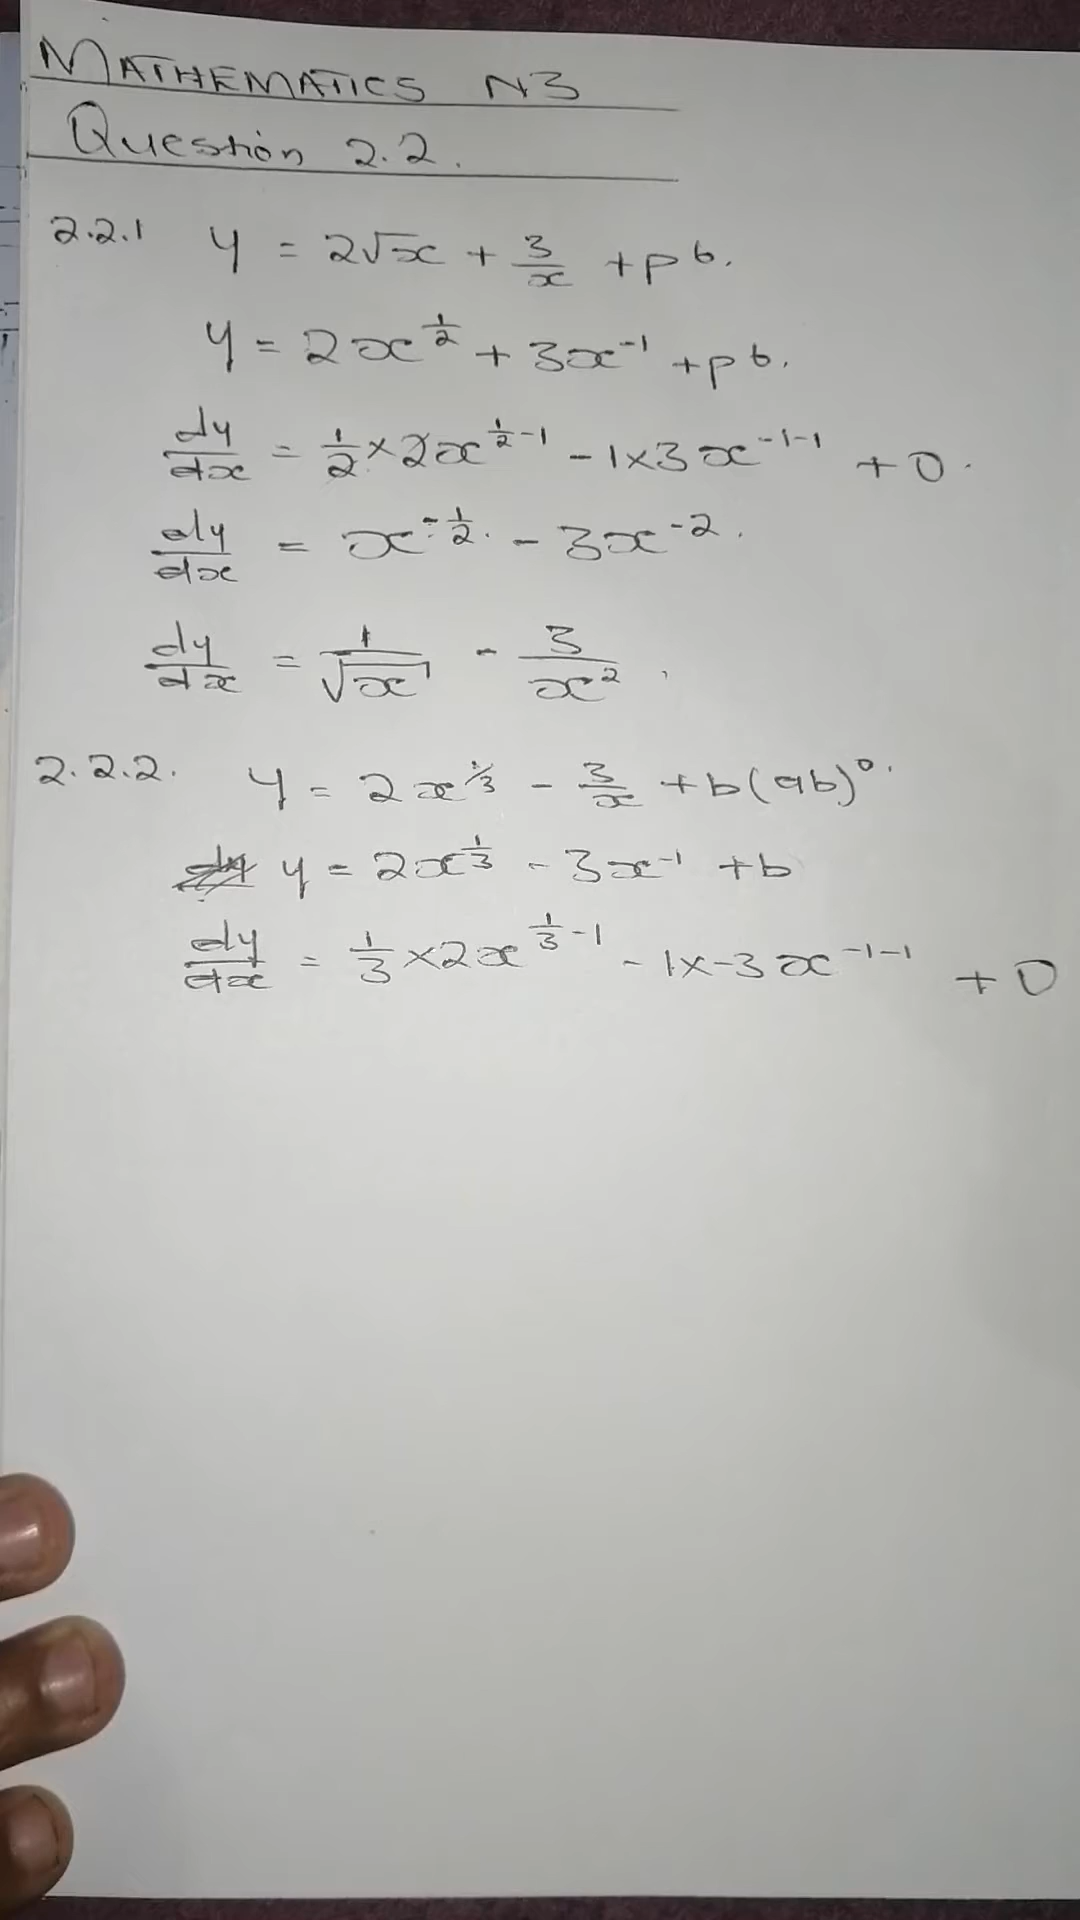 MATHEMATICS N3
Question 2.2.
2.2.1 y = 2√x + 3/x + p^6.
y = 2x^(1/2) + 3x^-1 + p^6.
dy/dx = 1/2 × 2x^(1/2 - 1) - 1×3x^(-1-1) + 0.
dy/dx = x^(-1/2). - 3x^-2.
dy/dx = 1/√x - 3/x^2.
2.2.2. y = 2x^(1/3) - 3/x + b(ab)^0.
y = 2x^(1/3) - 3x^-1 + b
dy/dx = 1/3 × 2x^(1/3 - 1) - 1×-3x^(-1-1) + 0